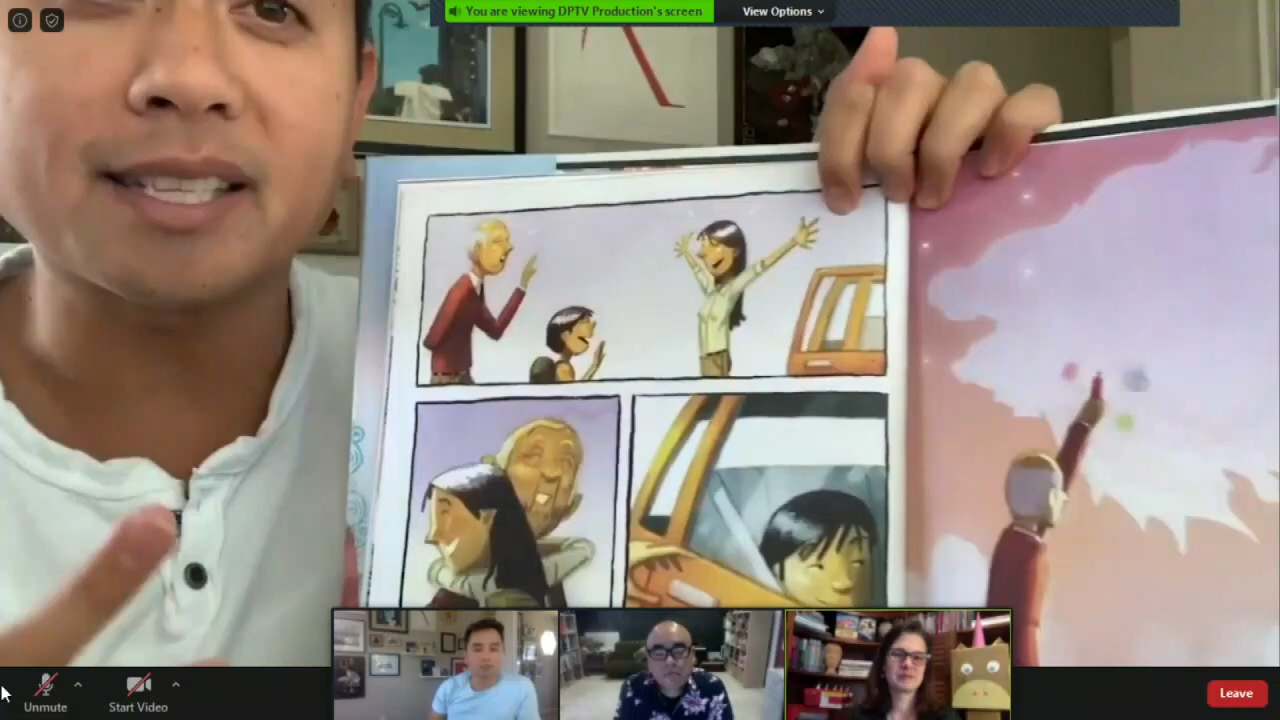 You are viewing DPTV Production's screen
View Options
Unmute
Start Video
Leave